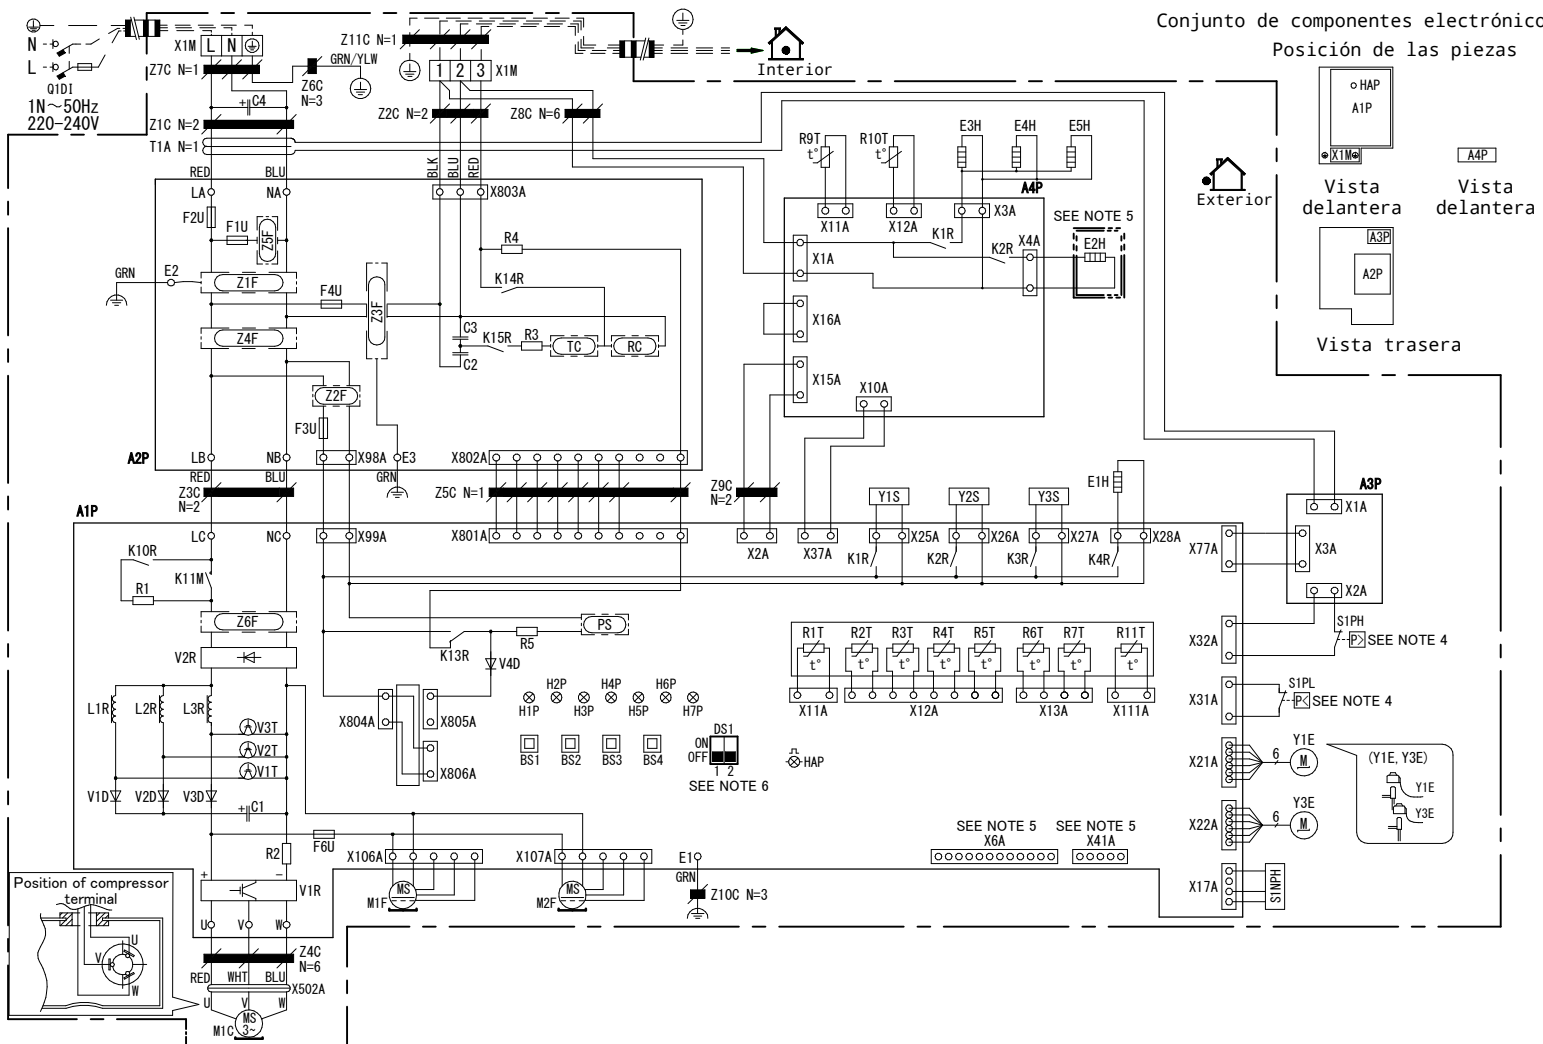 Conjunto de componentes electrónico
Posición de las piezas
HAP
A1P
X1M
A4P
Vista
delantera
Vista
delantera
A3P
A2P
Vista trasera
Exterior
Interior
N
L
Q1DI
1N～50Hz
220-240V
X1M
L N
Z7C N=1
Z6C
N=3
GRN/YLW
C4
Z1C N=2
T1A N=1
Z11C N=1
1 2 3
X1M
Z2C N=2
Z8C N=6
RED
BLU
BLK
BLU
RED
LA
NA
X803A
F2U
F1U
Z5F
GRN
E2
Z1F
F4U
Z3F
Z4F
R4
K14R
C3
C2
K15R
R3
TC
RC
Z2F
F3U
A2P
LB
NB
X98A
E3
X802A
RED
BLU
GRN
Z3C
N=2
Z5C N=1
Z9C
N=2
R9T
t°
R10T
t°
E3H
E4H
E5H
A4P
X11A
X12A
X3A
SEE NOTE 5
K1R
K2R
X4A
E2H
X1A
X16A
X15A
X10A
A1P
LC
NC
X99A
X801A
X2A
X37A
Y1S
Y2S
Y3S
E1H
X25A
X26A
X27A
X28A
K1R
K2R
K3R
K4R
A3P
X1A
X3A
X2A
X77A
X32A
S1PH
SEE NOTE 4
X31A
S1PL
SEE NOTE 4
K10R
K11M
R1
Z6F
V2R
L1R
L2R
L3R
V3T
V2T
V1T
V1D
V2D
V3D
C1
PS
R5
K13R
V4D
X804A
X805A
X806A
H1P
H2P
H3P
H4P
H5P
H6P
H7P
BS1
BS2
BS3
BS4
DS1
ON
OFF
1 2
SEE NOTE 6
HAP
R1T
R2T
R3T
R4T
R5T
R6T
R7T
R11T
t°
t°
t°
t°
t°
t°
t°
t°
X11A
X12A
X13A
X111A
X21A
6
Y1E
M
X22A
6
Y3E
M
(Y1E, Y3E)
Y1E
Y3E
X17A
S1NPH
R2
F6U
X106A
X107A
E1
GRN
Z10C N=3
MS
M1F
MS
M2F
SEE NOTE 5
X6A
SEE NOTE 5
X41A
+
−
V1R
U
V
W
Z4C
N=6
RED
WHT
BLU
X502A
U
V
W
M1C
MS
3~
Position of compressor
terminal
U
V
W